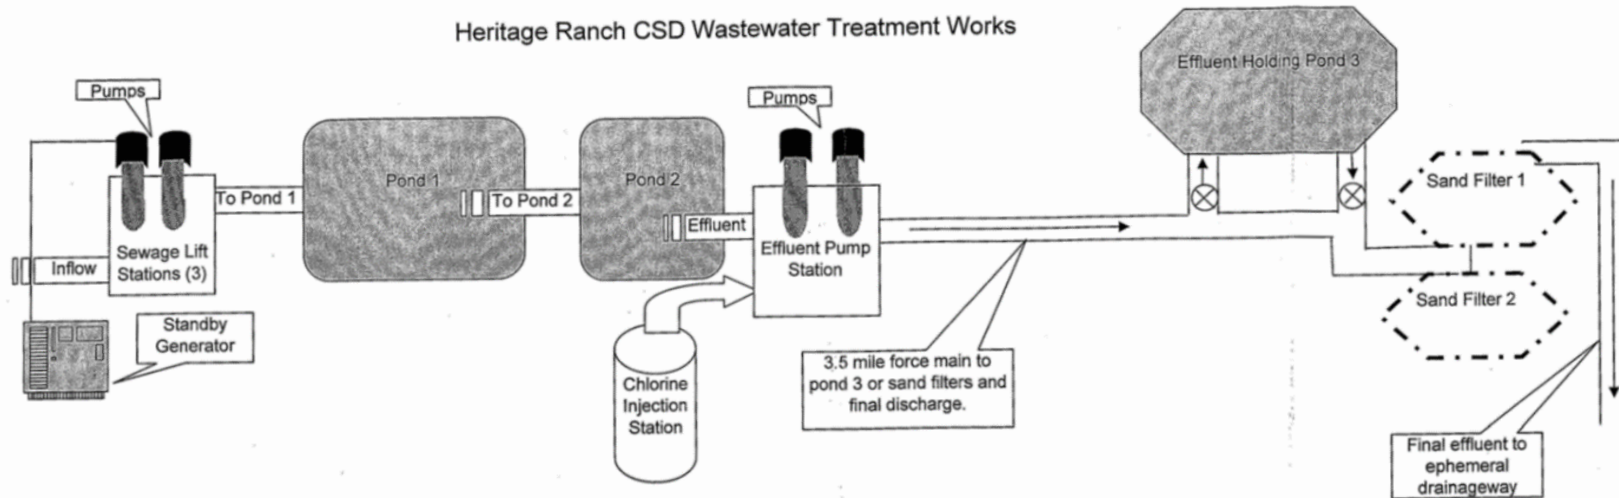 Heritage Ranch CSD Wastewater Treatment Works
Pumps
Sewage Lift
Stations (3)
Inflow
Standby
Generator
To Pond 1
Pond 1
To Pond 2
Pond 2
Effluent
Pumps
Effluent Pump
Station
Chlorine
Injection
Station
3.5 mile force main to
pond 3 or sand filters and
final discharge.
Effluent Holding Pond 3
Sand Filter 1
Sand Filter 2
Final effluent to
ephemeral
drainageway